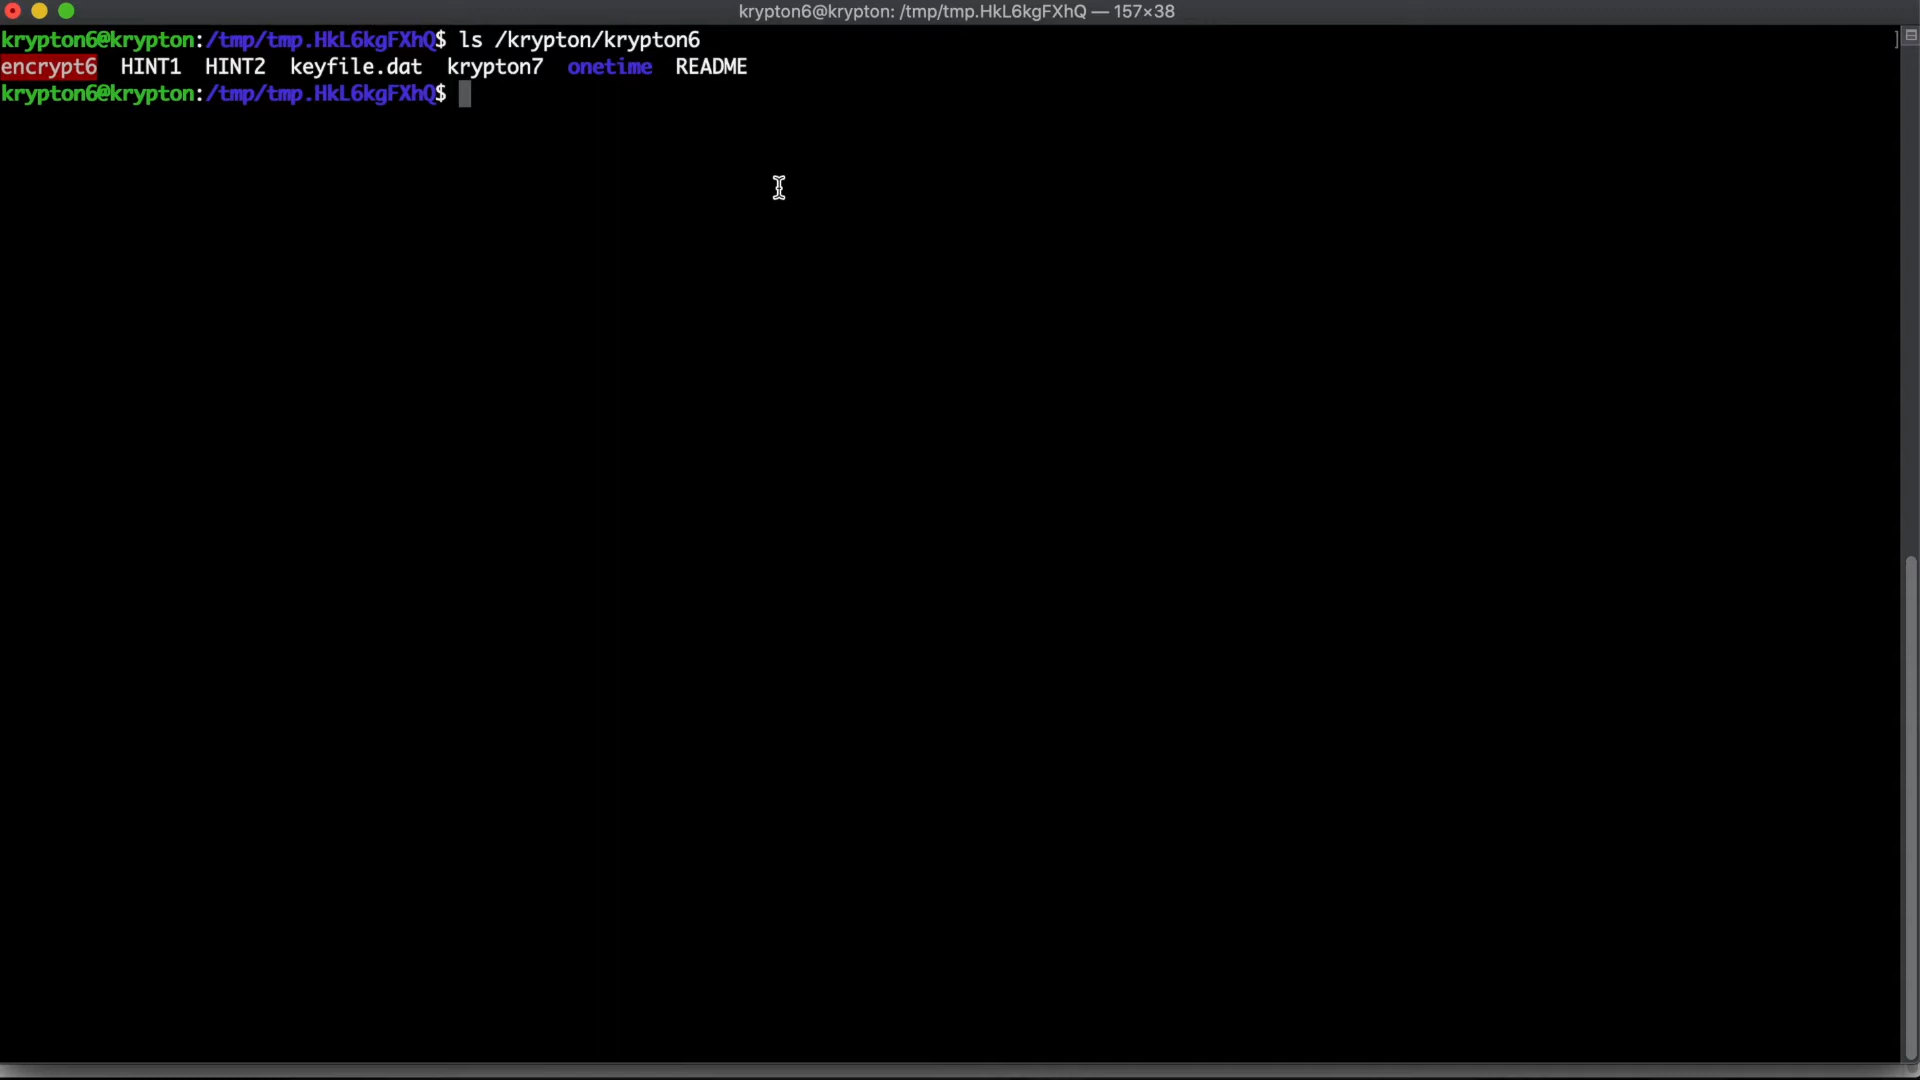 krypton6@krypton: /tmp/tmp.HkL6kgFXhQ — 157×38
krypton6@krypton:/tmp/tmp.HkL6kgFXhQ$ ls /krypton/krypton6
encrypt6  HINT1  HINT2  keyfile.dat  krypton7  onetime  README
krypton6@krypton:/tmp/tmp.HkL6kgFXhQ$